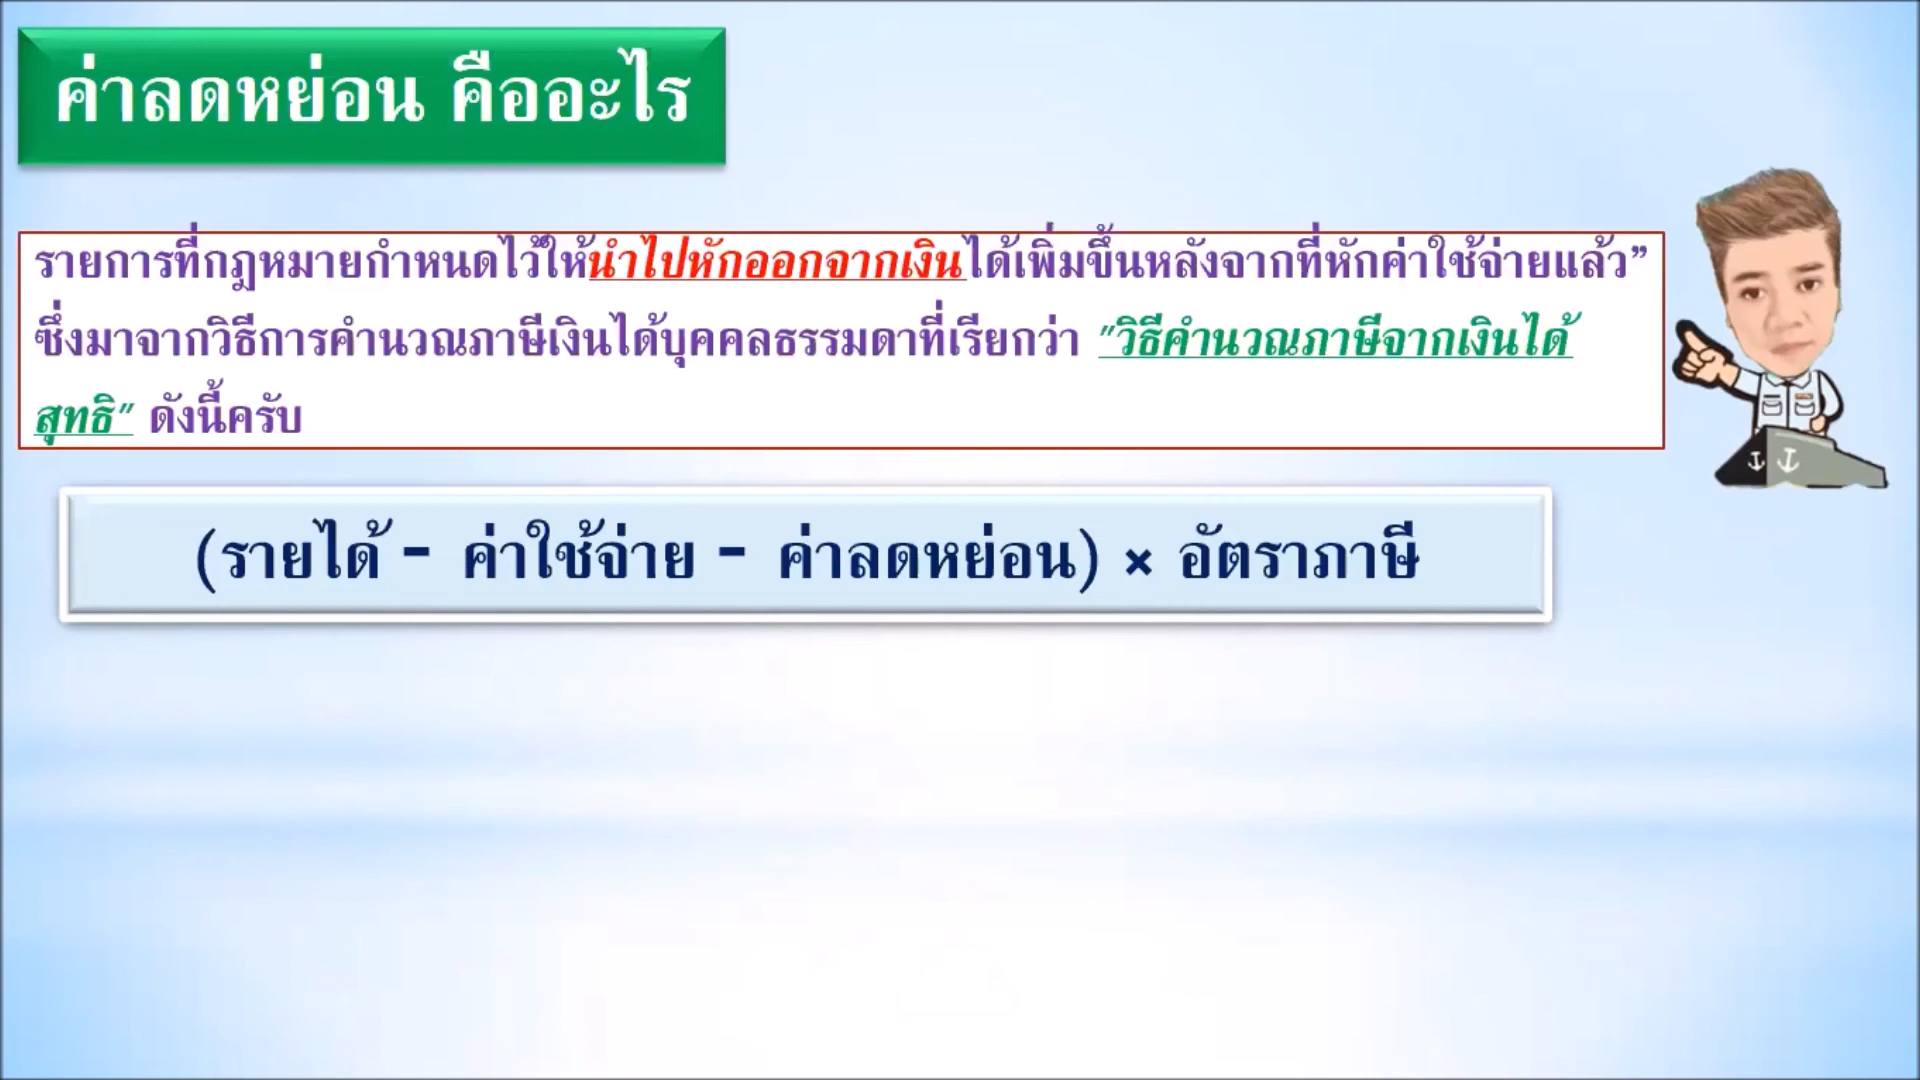 ค่าลดหย่อน คืออะไร
รายการที่กฎหมายกำหนดไว้ให้นำไปหักออกจากเงินได้เพิ่มขึ้นหลังจากที่หักค่าใช้จ่ายแล้ว”
ซึ่งมาจากวิธีการคำนวณภาษีเงินได้บุคคลธรรมดาที่เรียกว่า "วิธีคำนวณภาษีจากเงินได้
สุทธิ" ดังนี้ครับ
(รายได้ - ค่าใช้จ่าย - ค่าลดหย่อน) × อัตราภาษี